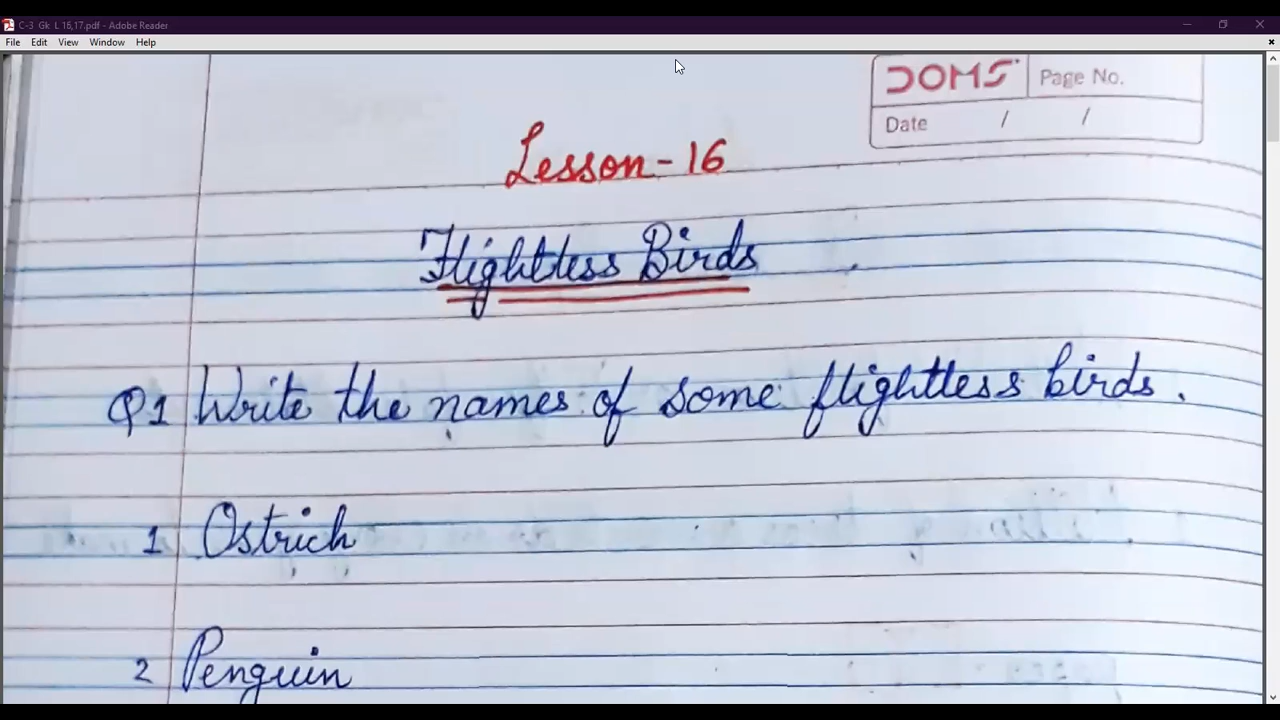 C-3 Gk L 16,17.pdf - Adobe Reader
File Edit View Window Help
DOMS Page No.
Date / /
Lesson-16
Flightless Birds
Q1 Write the names of some flightless birds.
1 Ostrich
2 Penguin